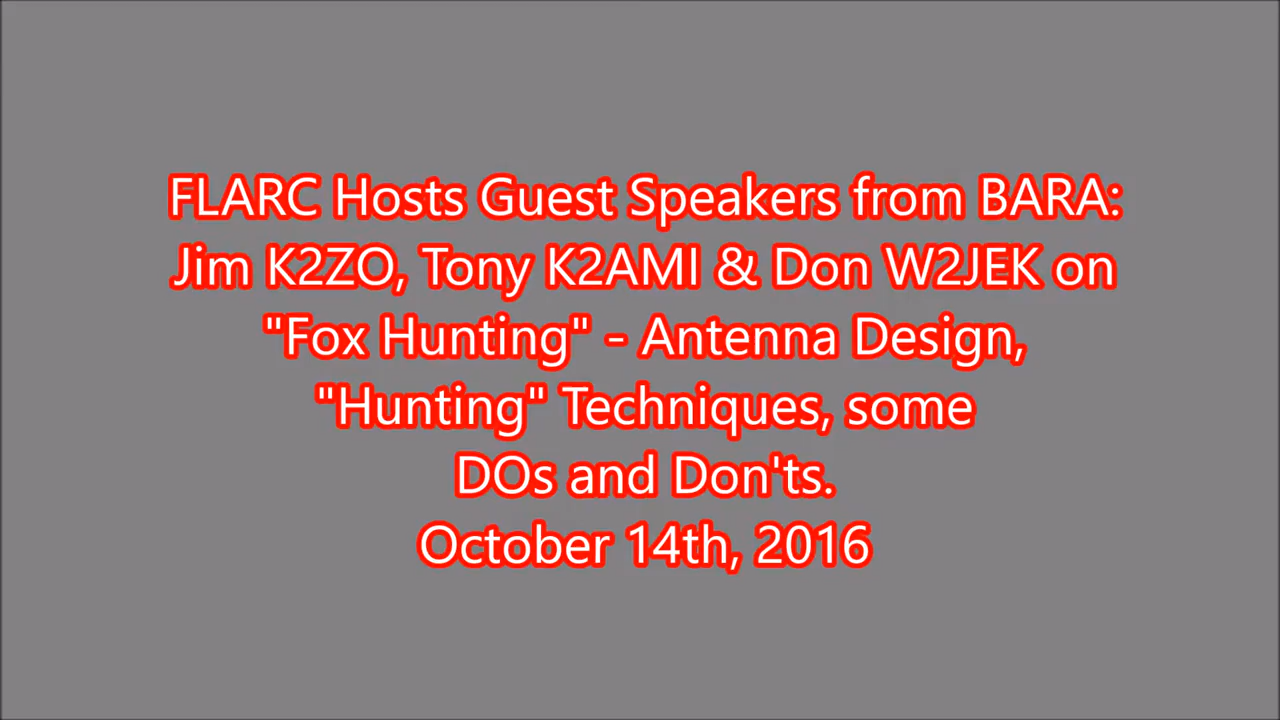 FLARC Hosts Guest Speakers from BARA:
Jim K2ZO, Tony K2AMI & Don W2JEK on
"Fox Hunting" - Antenna Design,
"Hunting" Techniques, some
DOs and Don'ts.
October 14th, 2016